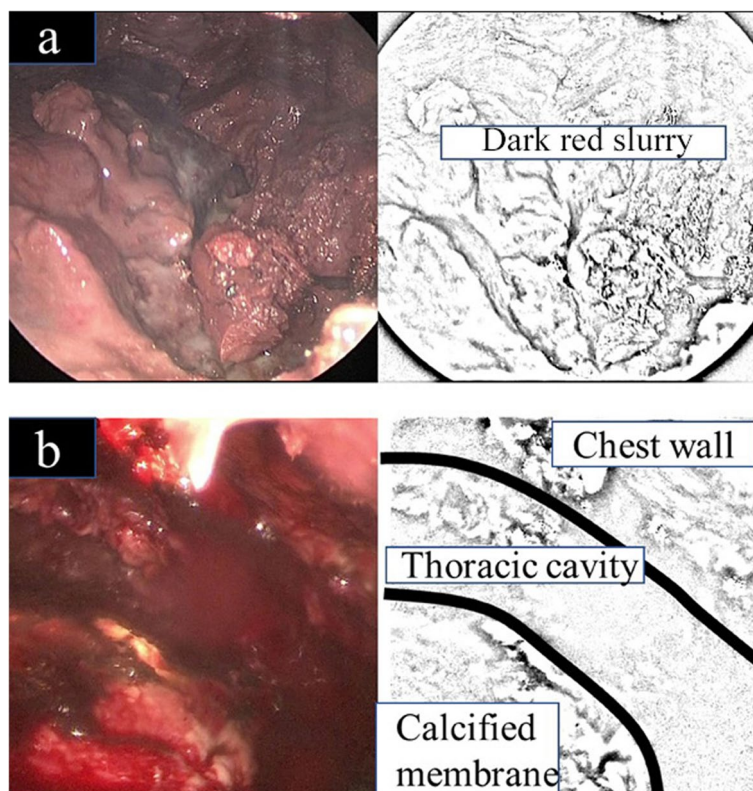 a
Dark red slurry
b
Chest wall
Thoracic cavity
Calcified
membrane